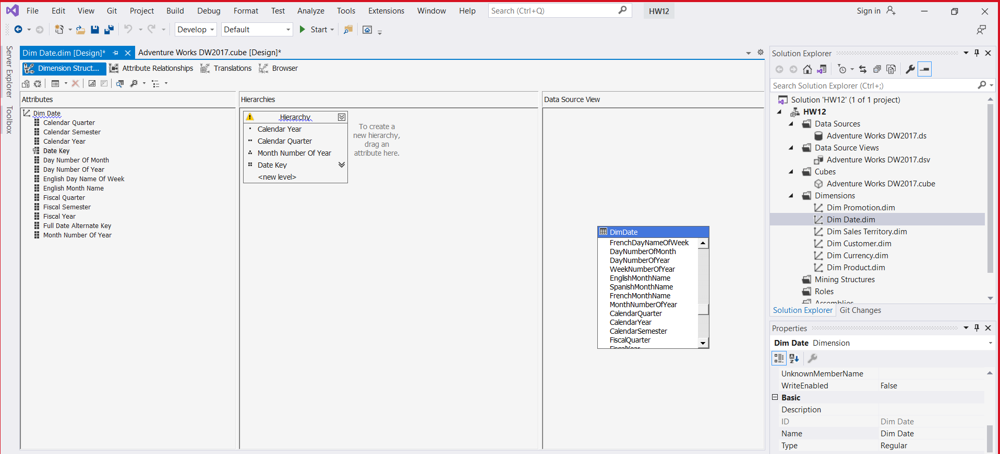 File Edit View Git Project Build Debug Format Test Analyze Tools Extensions Window Help Search (Ctrl+Q) HW12 Sign in
Develop Default Start
Server Explorer
Toolbox
Dim Date.dim [Design]* Adventure Works DW2017.cube [Design]*
Dimension Struct... Attribute Relationships Translations Browser
Attributes
Dim Date
Calendar Quarter
Calendar Semester
Calendar Year
Date Key
Day Number Of Month
Day Number Of Year
English Day Name Of Week
English Month Name
Fiscal Quarter
Fiscal Semester
Fiscal Year
Full Date Alternate Key
Month Number Of Year
Hierarchies
Hierarchy
Calendar Year
Calendar Quarter
Month Number Of Year
Date Key
<new level>
To create a
new hierarchy,
drag an
attribute here.
Data Source View
DimDate
FrenchDayNameOfWeek
DayNumberOfMonth
DayNumberOfYear
WeekNumberOfYear
EnglishMonthName
SpanishMonthName
FrenchMonthName
MonthNumberOfYear
CalendarQuarter
CalendarYear
CalendarSemester
FiscalQuarter
FiscalYear
Solution Explorer
Search Solution Explorer (Ctrl+;)
Solution 'HW12' (1 of 1 project)
HW12
Data Sources
Adventure Works DW2017.ds
Data Source Views
Adventure Works DW2017.dsv
Cubes
Adventure Works DW2017.cube
Dimensions
Dim Promotion.dim
Dim Date.dim
Dim Sales Territory.dim
Dim Customer.dim
Dim Currency.dim
Dim Product.dim
Mining Structures
Roles
Assemblies
Solution Explorer Git Changes
Properties
Dim Date Dimension
UnknownMemberName
WriteEnabled False
Basic
Description
ID Dim Date
Name Dim Date
Type Regular